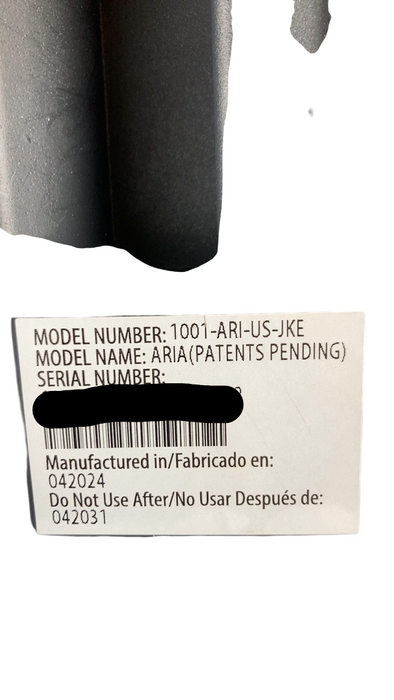 MODEL NUMBER: 1001-ARI-US-JKE
MODEL NAME: ARIA(PATENTS PENDING)
SERIAL NUMBER:
Manufactured in/Fabricado en:
042024
Do Not Use After/No Usar Después de:
042031